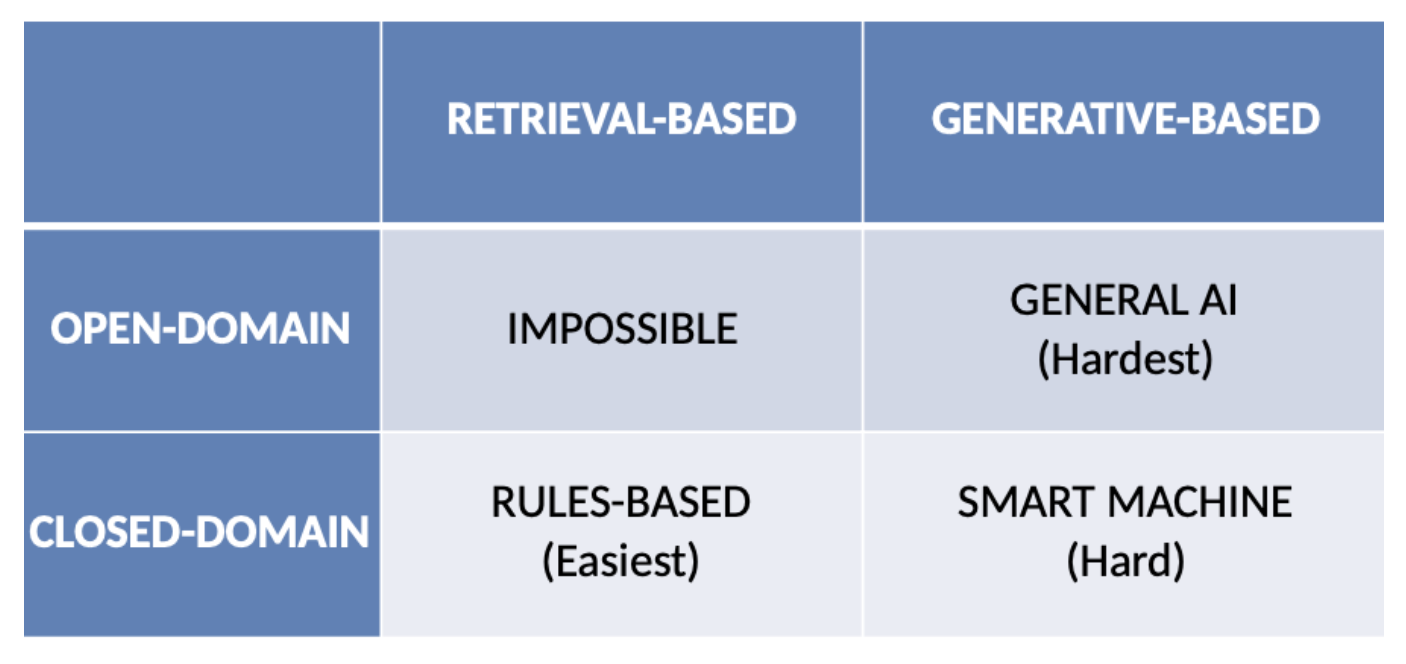 RETRIEVAL-BASED
GENERATIVE-BASED
OPEN-DOMAIN
IMPOSSIBLE
GENERAL AI
(Hardest)
CLOSED-DOMAIN
RULES-BASED
(Easiest)
SMART MACHINE
(Hard)